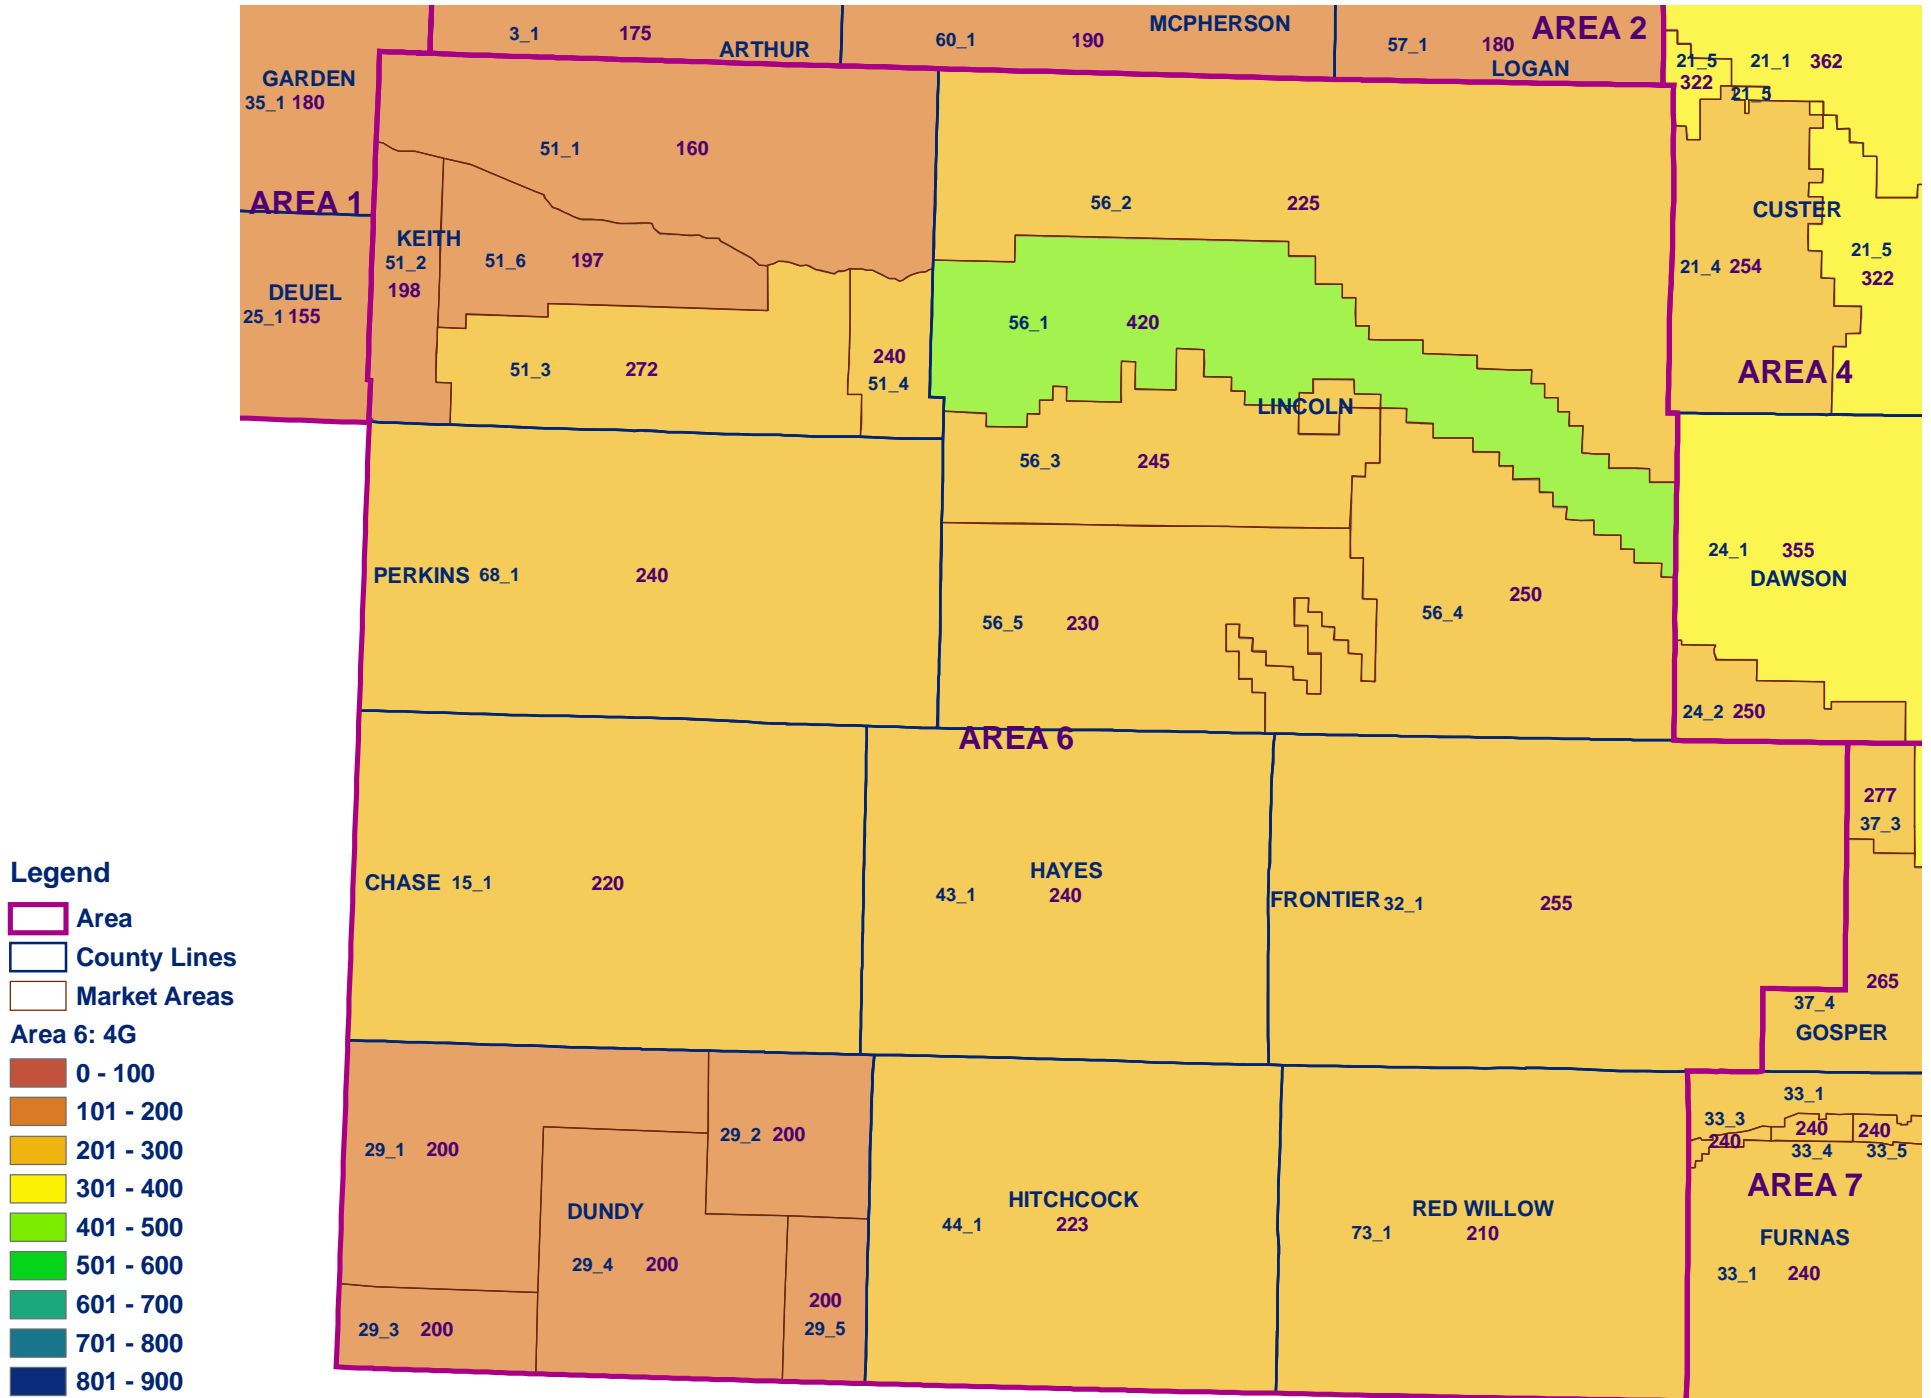 3_1 175 ARTHUR
60_1 190 MCPHERSON
57_1 180 AREA 2
LOGAN
21_5 21_1 362
322 21_5
GARDEN
35_1 180
51_1 160
AREA 1
56_2 225
CUSTER
KEITH
51_2 51_6 197
198
21_4 254
21_5
322
DEUEL
25_1 155
56_1 420
51_3 272
240
51_4
AREA 4
LINCOLN
56_3 245
PERKINS 68_1 240
24_1 355
DAWSON
56_5 230
56_4 250
24_2 250
AREA 6
277
37_3
CHASE 15_1 220
HAYES
43_1 240
FRONTIER 32_1 255
265
37_4
GOSPER
33_1
33_3 240 240
240 33_4 33_5
29_1 200
29_2 200
DUNDY
29_4 200
29_3 200
200
29_5
HITCHCOCK
44_1 223
RED WILLOW
73_1 210
AREA 7
FURNAS
33_1 240
Legend
Area
County Lines
Market Areas
Area 6: 4G
0 - 100
101 - 200
201 - 300
301 - 400
401 - 500
501 - 600
601 - 700
701 - 800
801 - 900